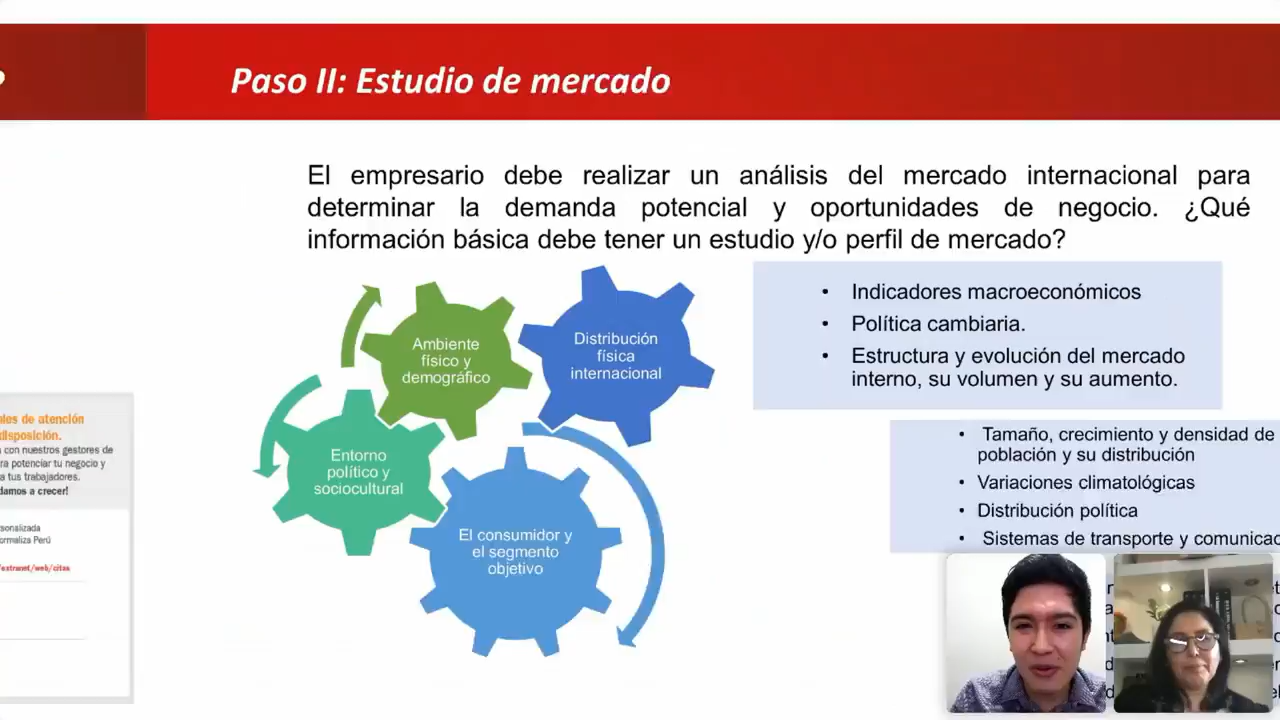 Paso II: Estudio de mercado
El empresario debe realizar un análisis del mercado internacional para
determinar la demanda potencial y oportunidades de negocio. ¿Qué
información básica debe tener un estudio y/o perfil de mercado?
Ambiente
físico y
demográfico
Distribución
física
internacional
Entorno
político y
sociocultural
El consumidor y
el segmento
objetivo
• Indicadores macroeconómicos
• Política cambiaria.
• Estructura y evolución del mercado
interno, su volumen y su aumento.
• Tamaño, crecimiento y densidad de
población y su distribución
• Variaciones climatológicas
• Distribución política
• Sistemas de transporte y comunicac
ales de atención
disposición.
a con nuestros gestores de
ra potenciar tu negocio y
a tus trabajadores.
damos a crecer!
sonalizada
ormaliza Perú
/extranet/web/citas